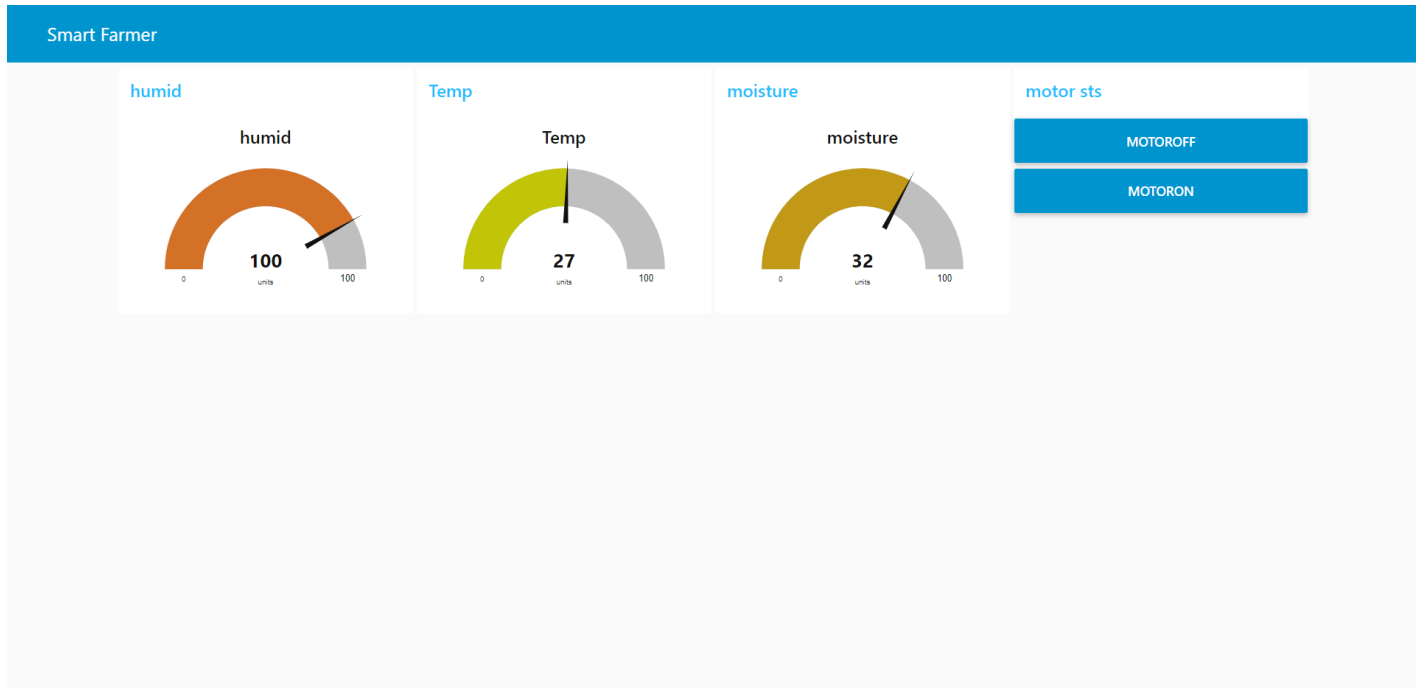 Smart Farmer
humid
humid
100
units
0
100
Temp
Temp
27
units
0
100
moisture
moisture
32
units
0
100
motor sts
MOTOROFF
MOTORON